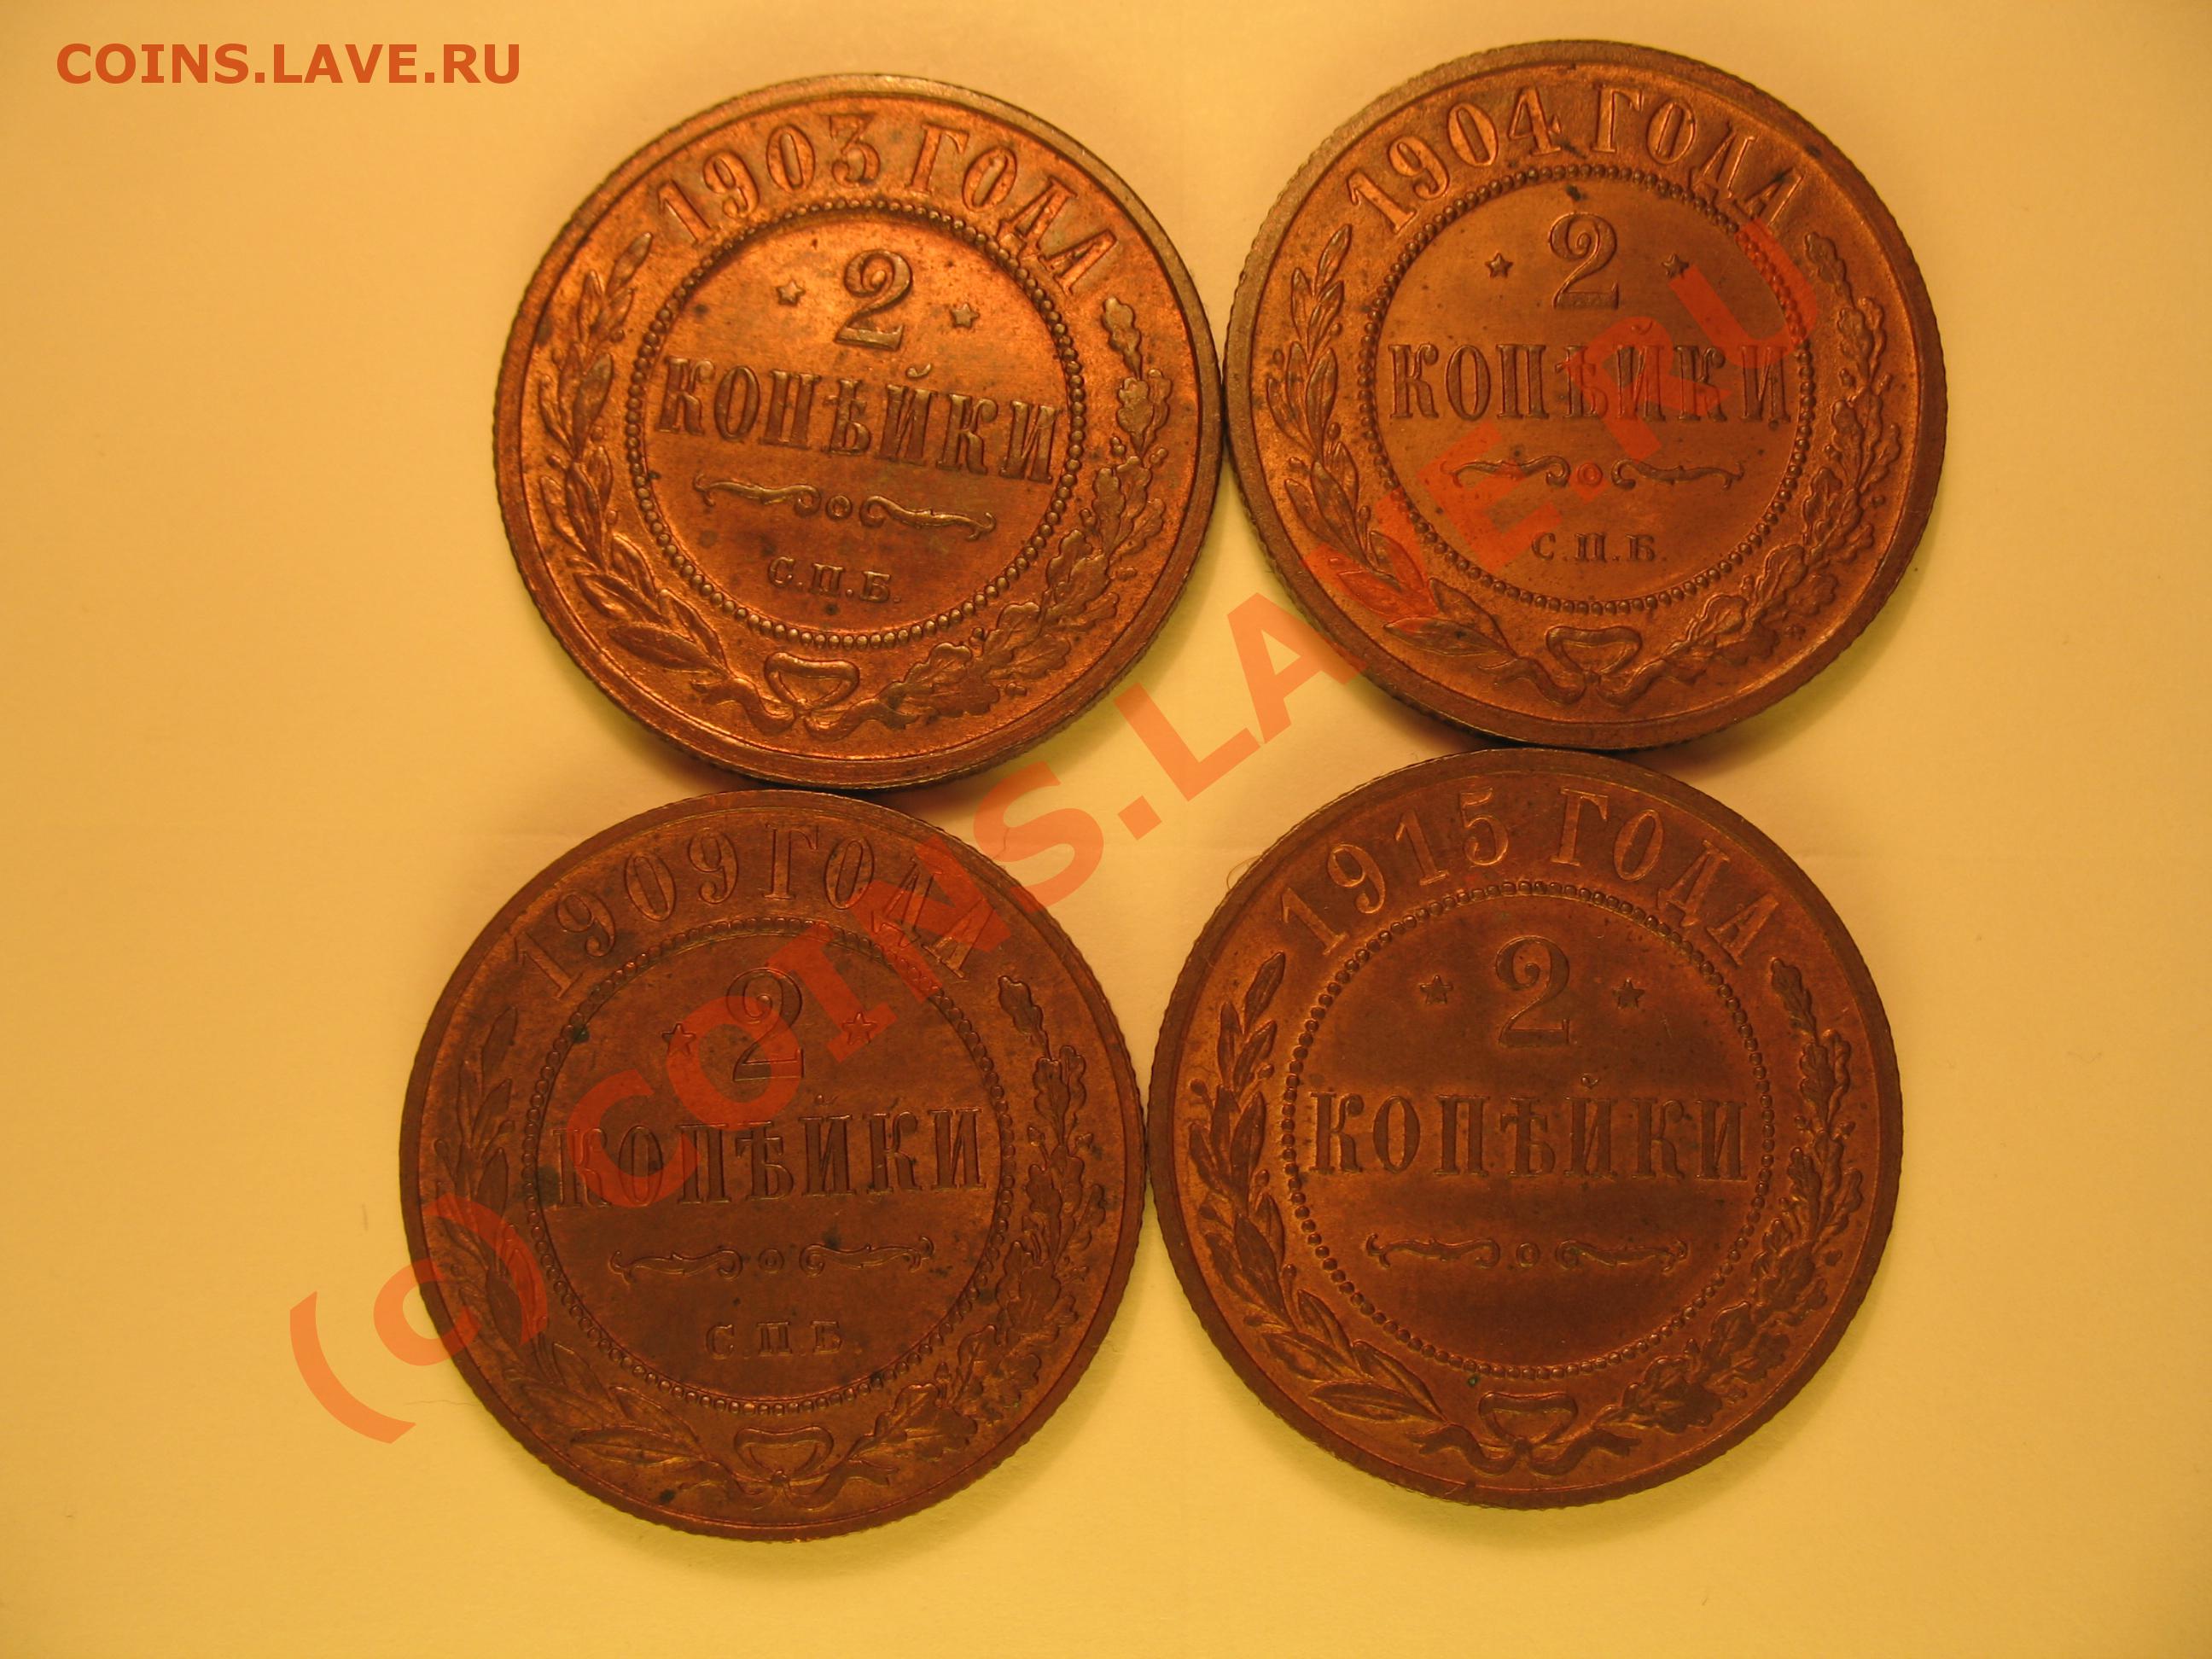 COINS.LAVE.RU
1903 ГОДА
2
КОПѢЙКИ
С.П.Б.
1904 ГОДА
2
КОПѢЙКИ
С.П.Б.
1909 ГОДА
2
КОПѢЙКИ
С.П.Б.
1915 ГОДА
2
КОПѢЙКИ
(c) COINS.LAVE.RU